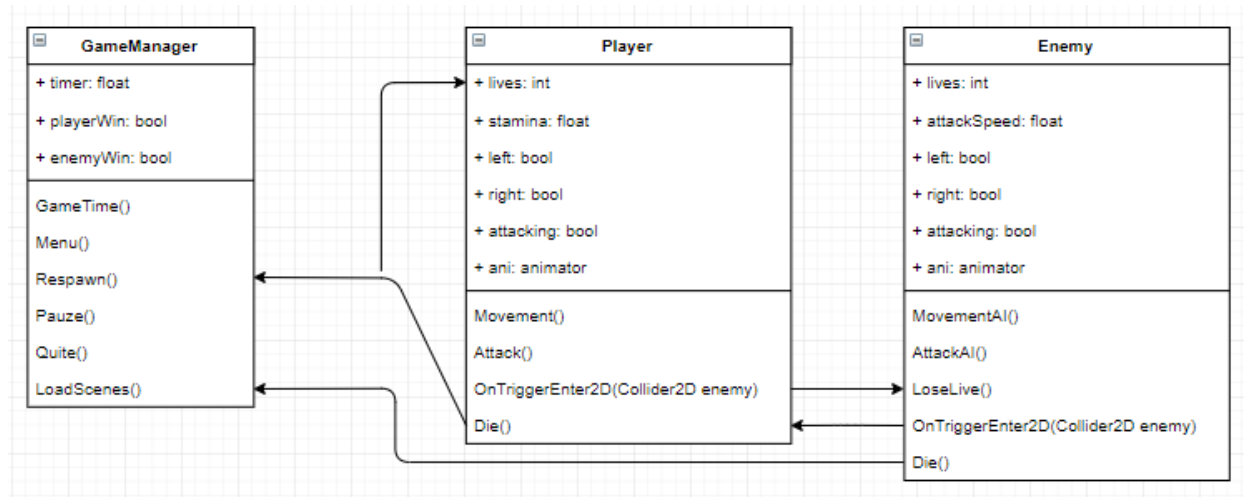 GameManager
+ timer: float
+ playerWin: bool
+ enemyWin: bool
GameTime()
Menu()
Respawn()
Pauze()
Quite()
LoadScenes()
Player
+ lives: int
+ stamina: float
+ left: bool
+ right: bool
+ attacking: bool
+ ani: animator
Movement()
Attack()
OnTriggerEnter2D(Collider2D enemy)
Die()
Enemy
+ lives: int
+ attackSpeed: float
+ left: bool
+ right: bool
+ attacking: bool
+ ani: animator
MovementAI()
AttackAI()
LoseLive()
OnTriggerEnter2D(Collider2D enemy)
Die()